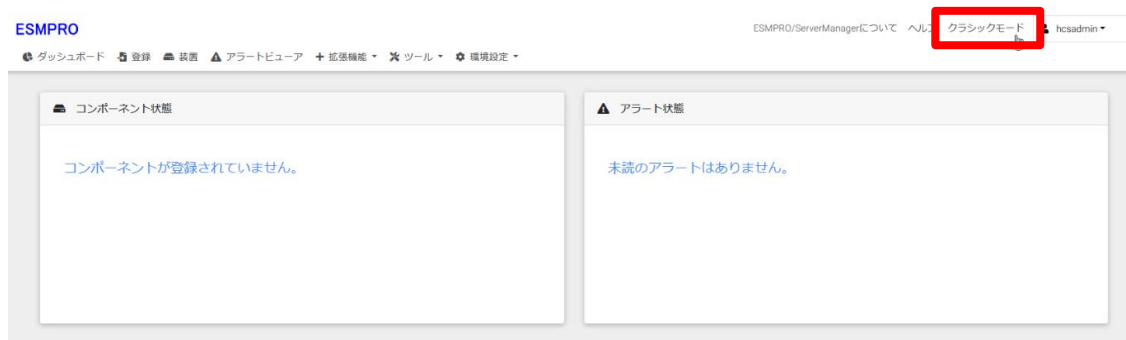 ESMPRO
ESMPRO/ServerManagerについて ヘル クラシックモード hcsadmin
ダッシュボード 登録 装置 アラートビューア 拡張機能 ツール 環境設定
コンポーネント状態
アラート状態
コンポーネントが登録されていません。
未読のアラートはありません。